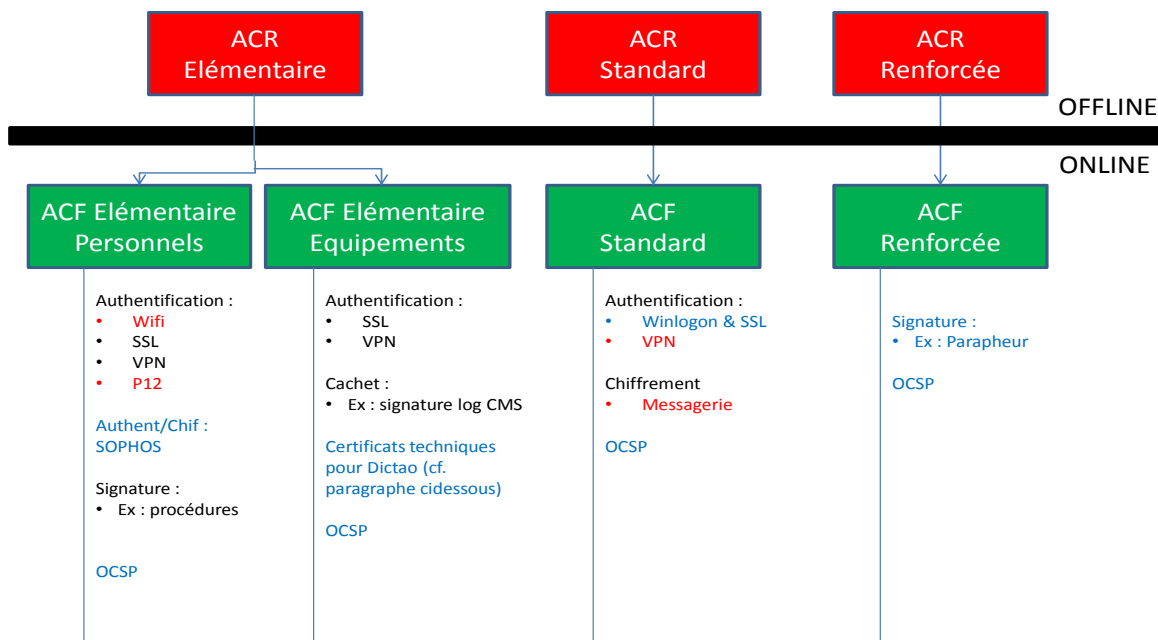 ACR
Elémentaire
ACR
Standard
ACR
Renforcée
OFFLINE
ONLINE
ACF Elémentaire
Personnels
ACF Elémentaire
Equipements
ACF
Standard
ACF
Renforcée
Authentification :
• Wifi
• SSL
• VPN
• P12
Authent/Chif :
SOPHOS
Signature :
• Ex : procédures
OCSP
Authentification :
• SSL
• VPN
Cachet :
• Ex : signature log CMS
Certificats techniques
pour Dictao (cf.
paragraphe cidessous)
OCSP
Authentification :
• Winlogon & SSL
• VPN
Chiffrement
• Messagerie
OCSP
Signature :
• Ex : Parapheur
OCSP